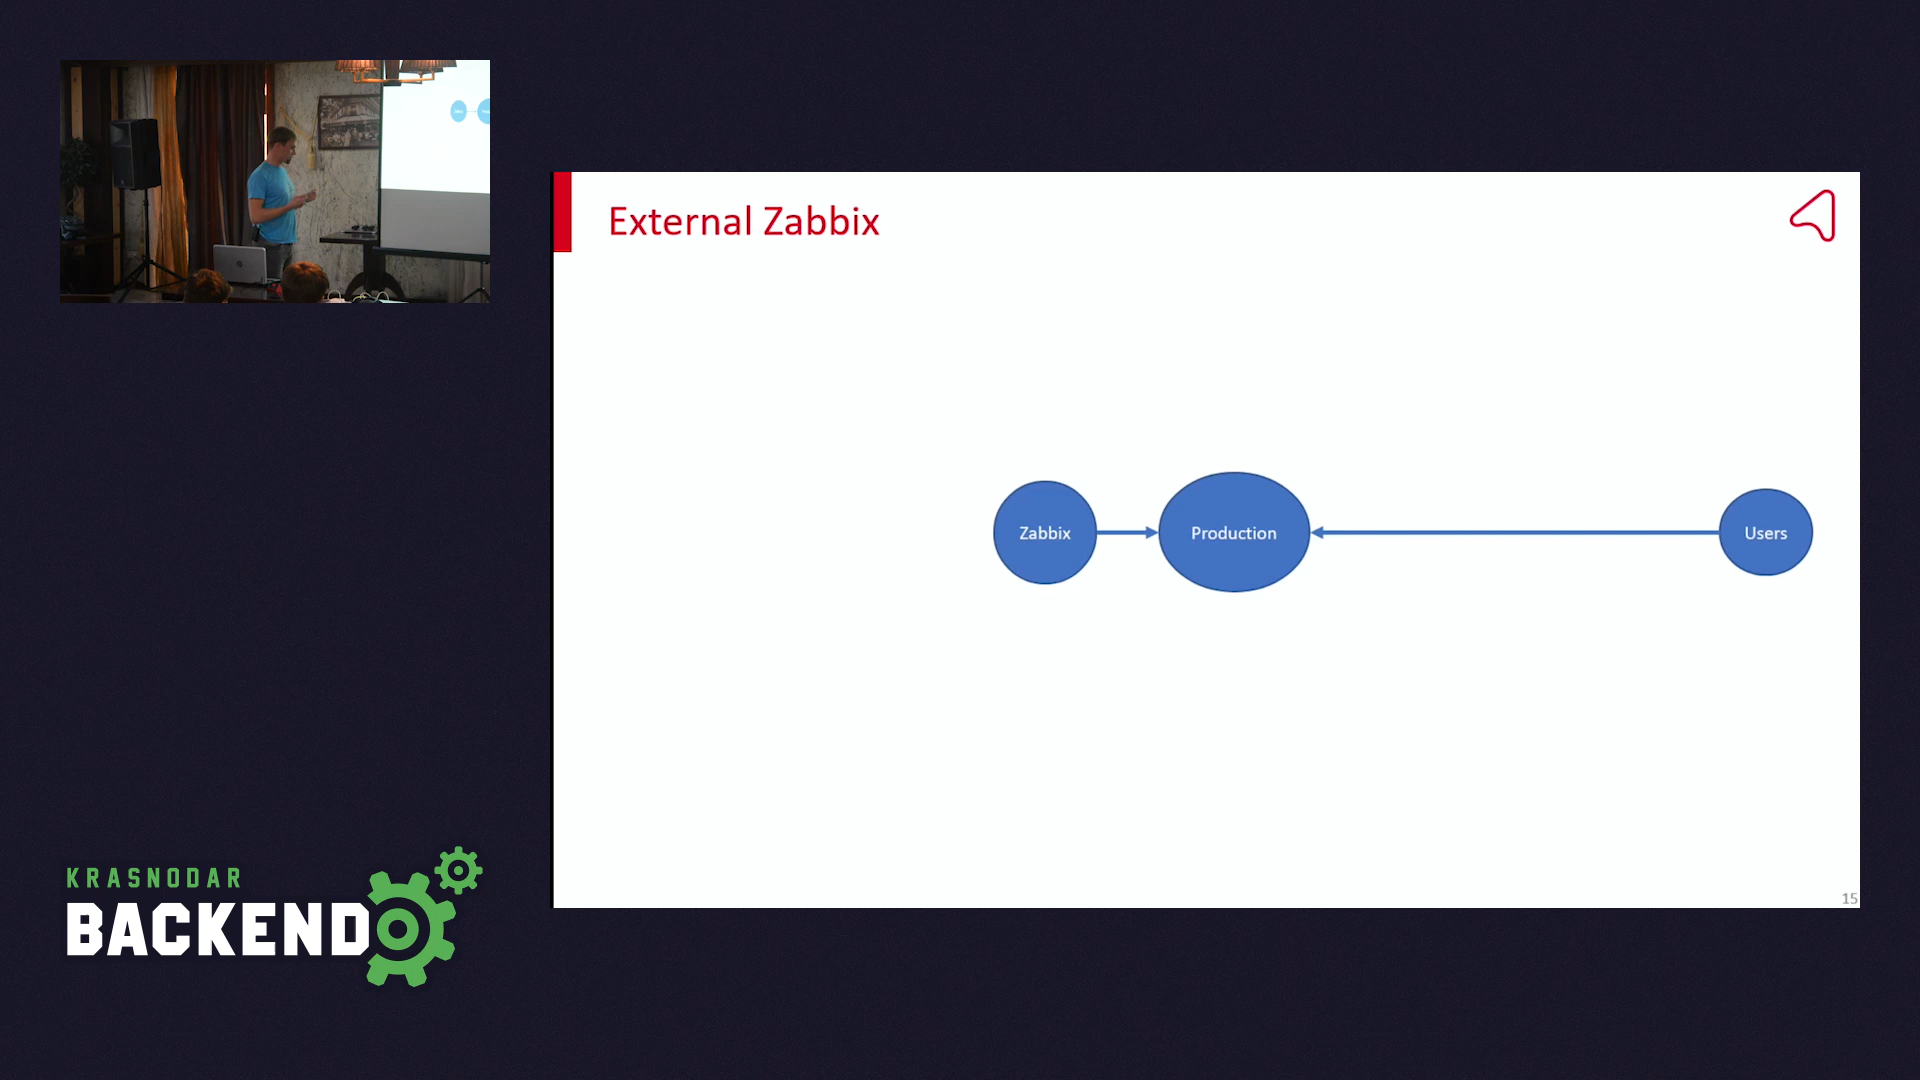 External Zabbix
Zabbix
Production
Users
15
KRASNODAR
BACKEND